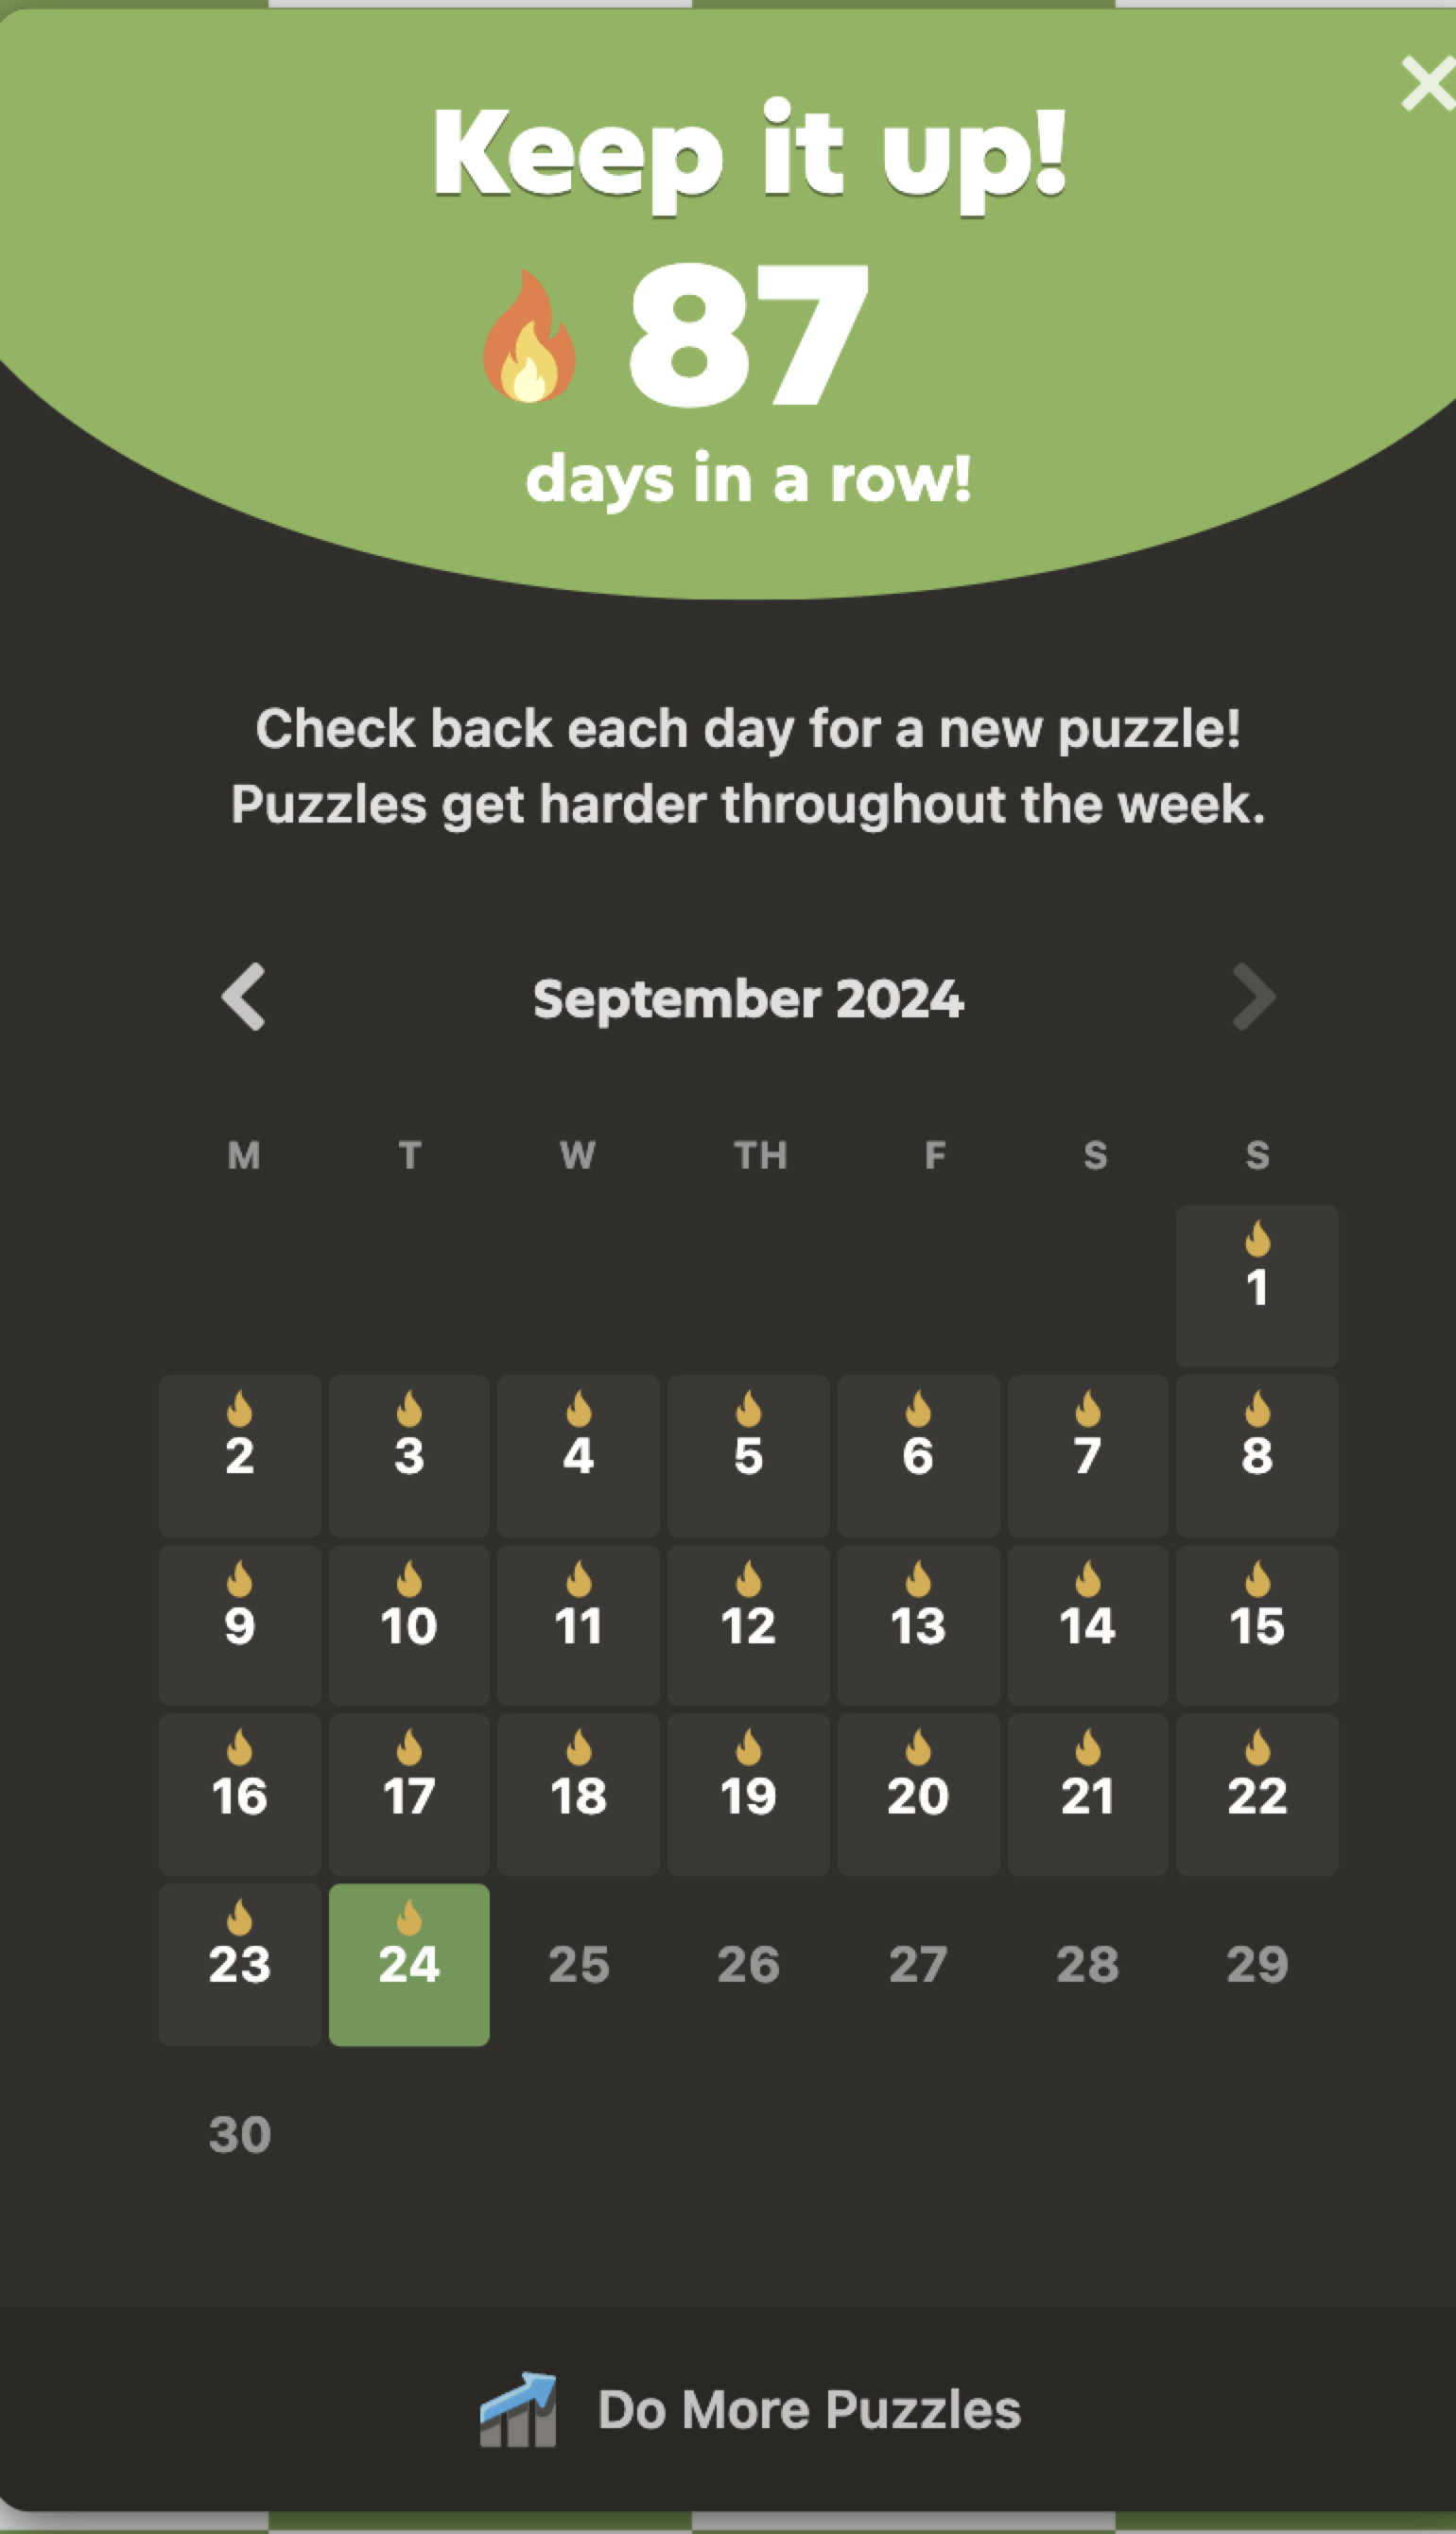 Keep it up!
87
days in a row!
Check back each day for a new puzzle!
Puzzles get harder throughout the week.
September 2024
M T W TH F S S
1
2 3 4 5 6 7 8
9 10 11 12 13 14 15
16 17 18 19 20 21 22
23 24 25 26 27 28 29
30
Do More Puzzles